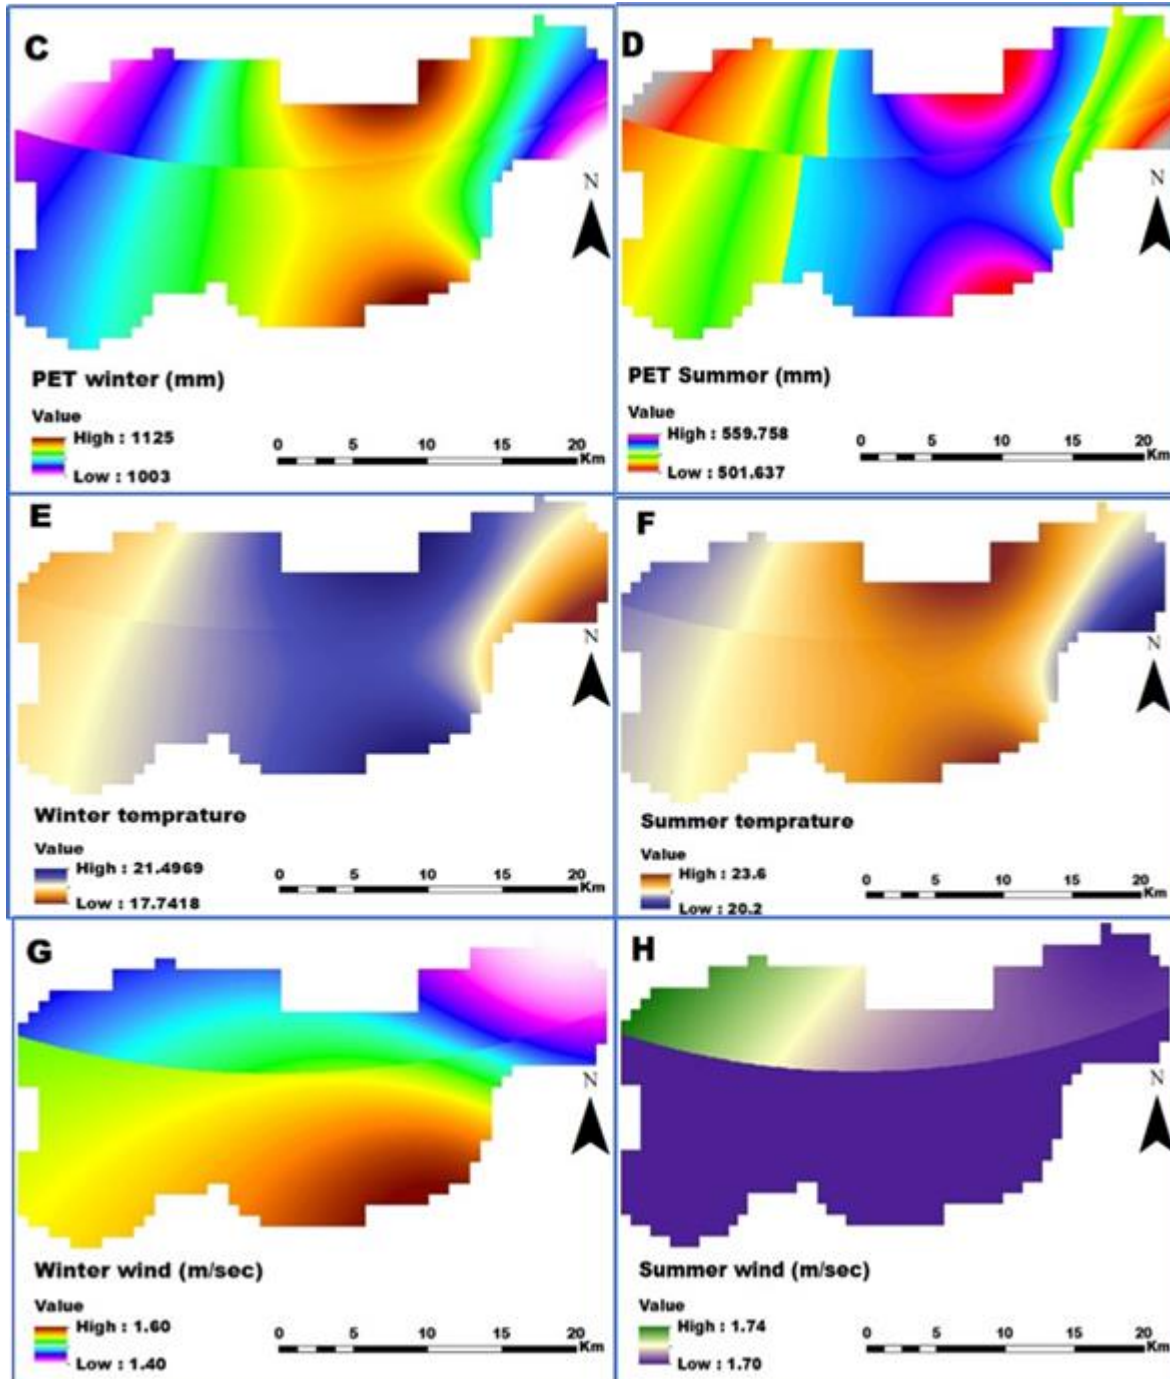 C
N
PET winter (mm)
Value
High : 1125
Low : 1003
0 5 10 15 20
Km
D
N
PET Summer (mm)
Value
High : 559.758
Low : 501.637
0 5 10 15 20
Km
E
N
Winter temprature
Value
High : 21.4969
Low : 17.7418
0 5 10 15 20
Km
F
N
Summer temprature
Value
High : 23.6
Low : 20.2
0 5 10 15 20
Km
G
N
Winter wind (m/sec)
Value
High : 1.60
Low : 1.40
0 5 10 15 20
Km
H
N
Summer wind (m/sec)
Value
High : 1.74
Low : 1.70
0 5 10 15 20
Km